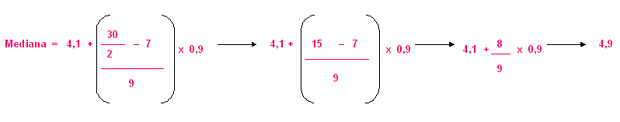 Mediana = 4,1 + ( ( 30 / 2 - 7 ) / 9 ) x 0,9 → 4,1 + ( ( 15 - 7 ) / 9 ) x 0,9 → 4,1 + 8 / 9 x 0,9 → 4,9